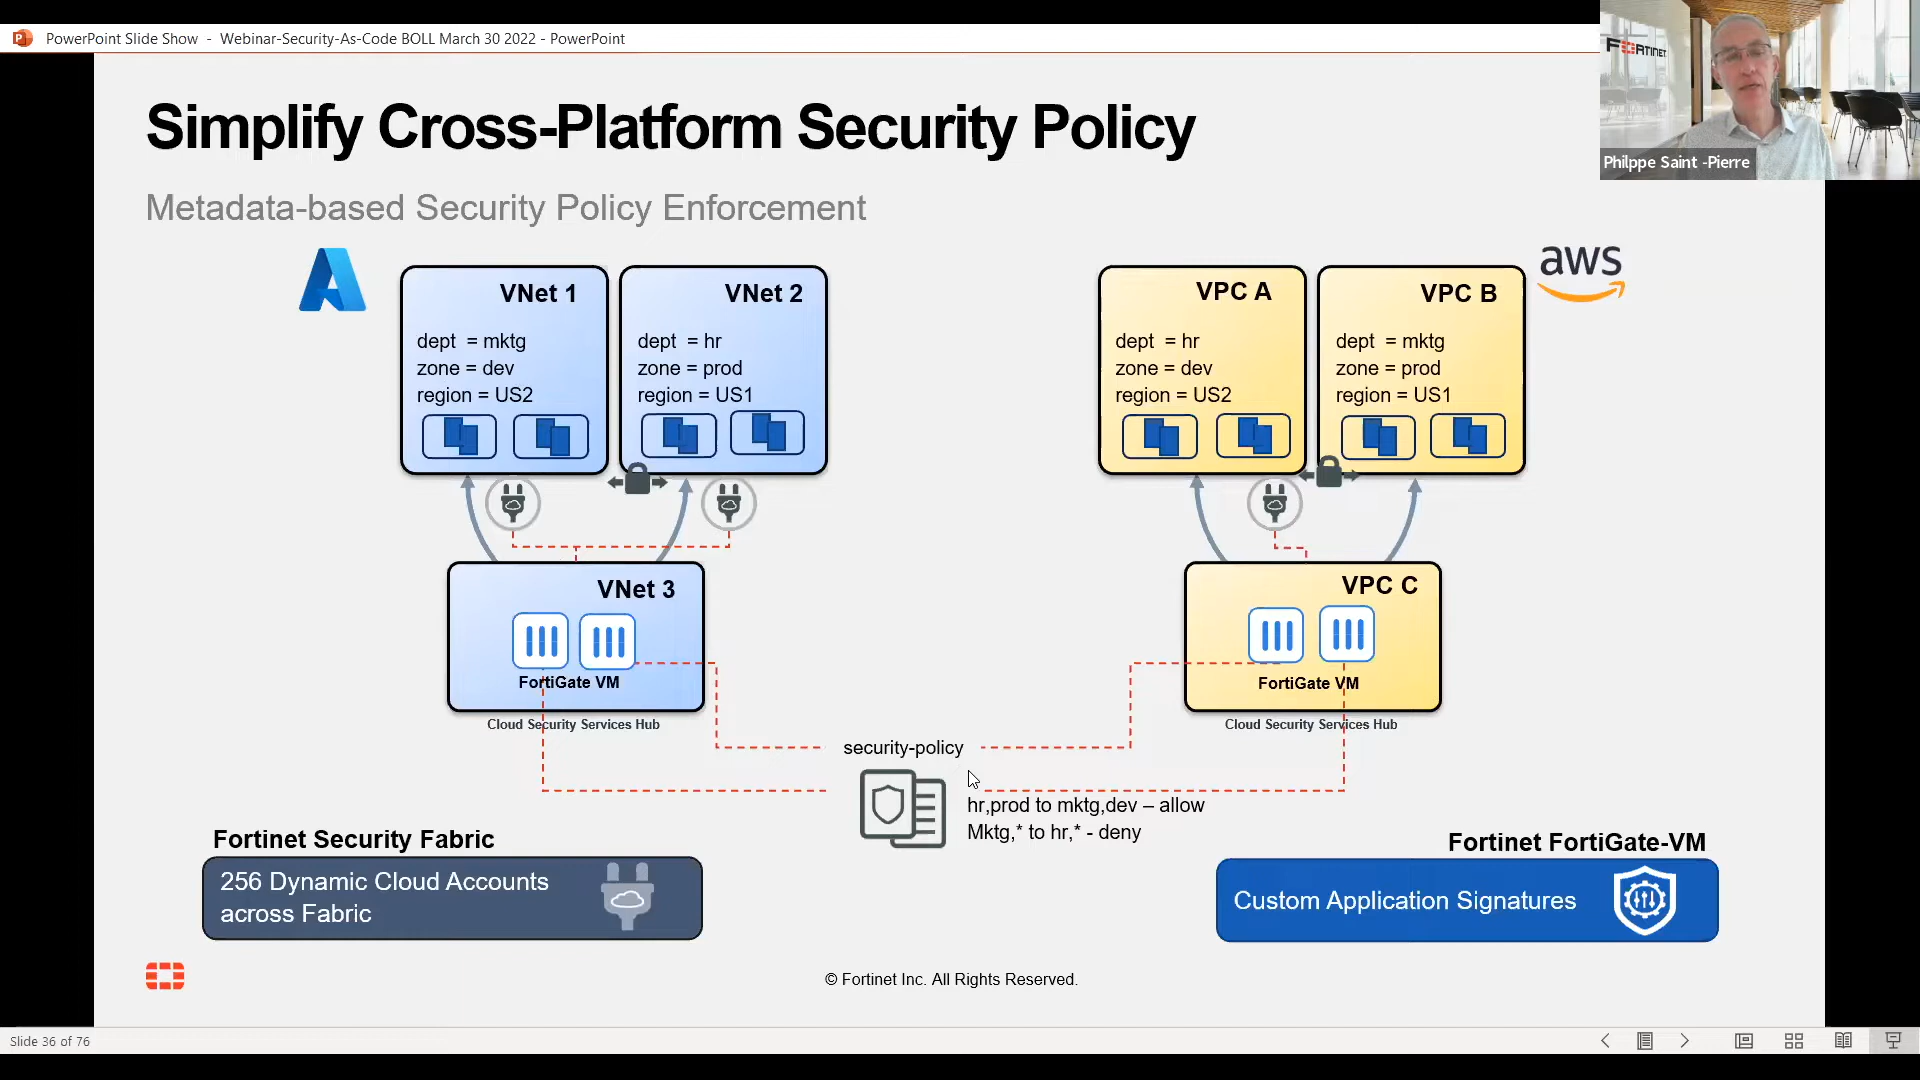 PowerPoint Slide Show - Webinar-Security-As-Code BOLL March 30 2022 - PowerPoint
FORTINET
Philppe Saint -Pierre
Simplify Cross-Platform Security Policy
Metadata-based Security Policy Enforcement
VNet 1
dept = mktg
zone = dev
region = US2
VNet 2
dept = hr
zone = prod
region = US1
VPC A
dept = hr
zone = dev
region = US2
VPC B
dept = mktg
zone = prod
region = US1
aws
VNet 3
FortiGate VM
Cloud Security Services Hub
VPC C
FortiGate VM
Cloud Security Services Hub
security-policy
hr,prod to mktg,dev – allow
Mktg,* to hr,* - deny
Fortinet Security Fabric
256 Dynamic Cloud Accounts
across Fabric
Fortinet FortiGate-VM
Custom Application Signatures
© Fortinet Inc. All Rights Reserved.
Slide 36 of 76